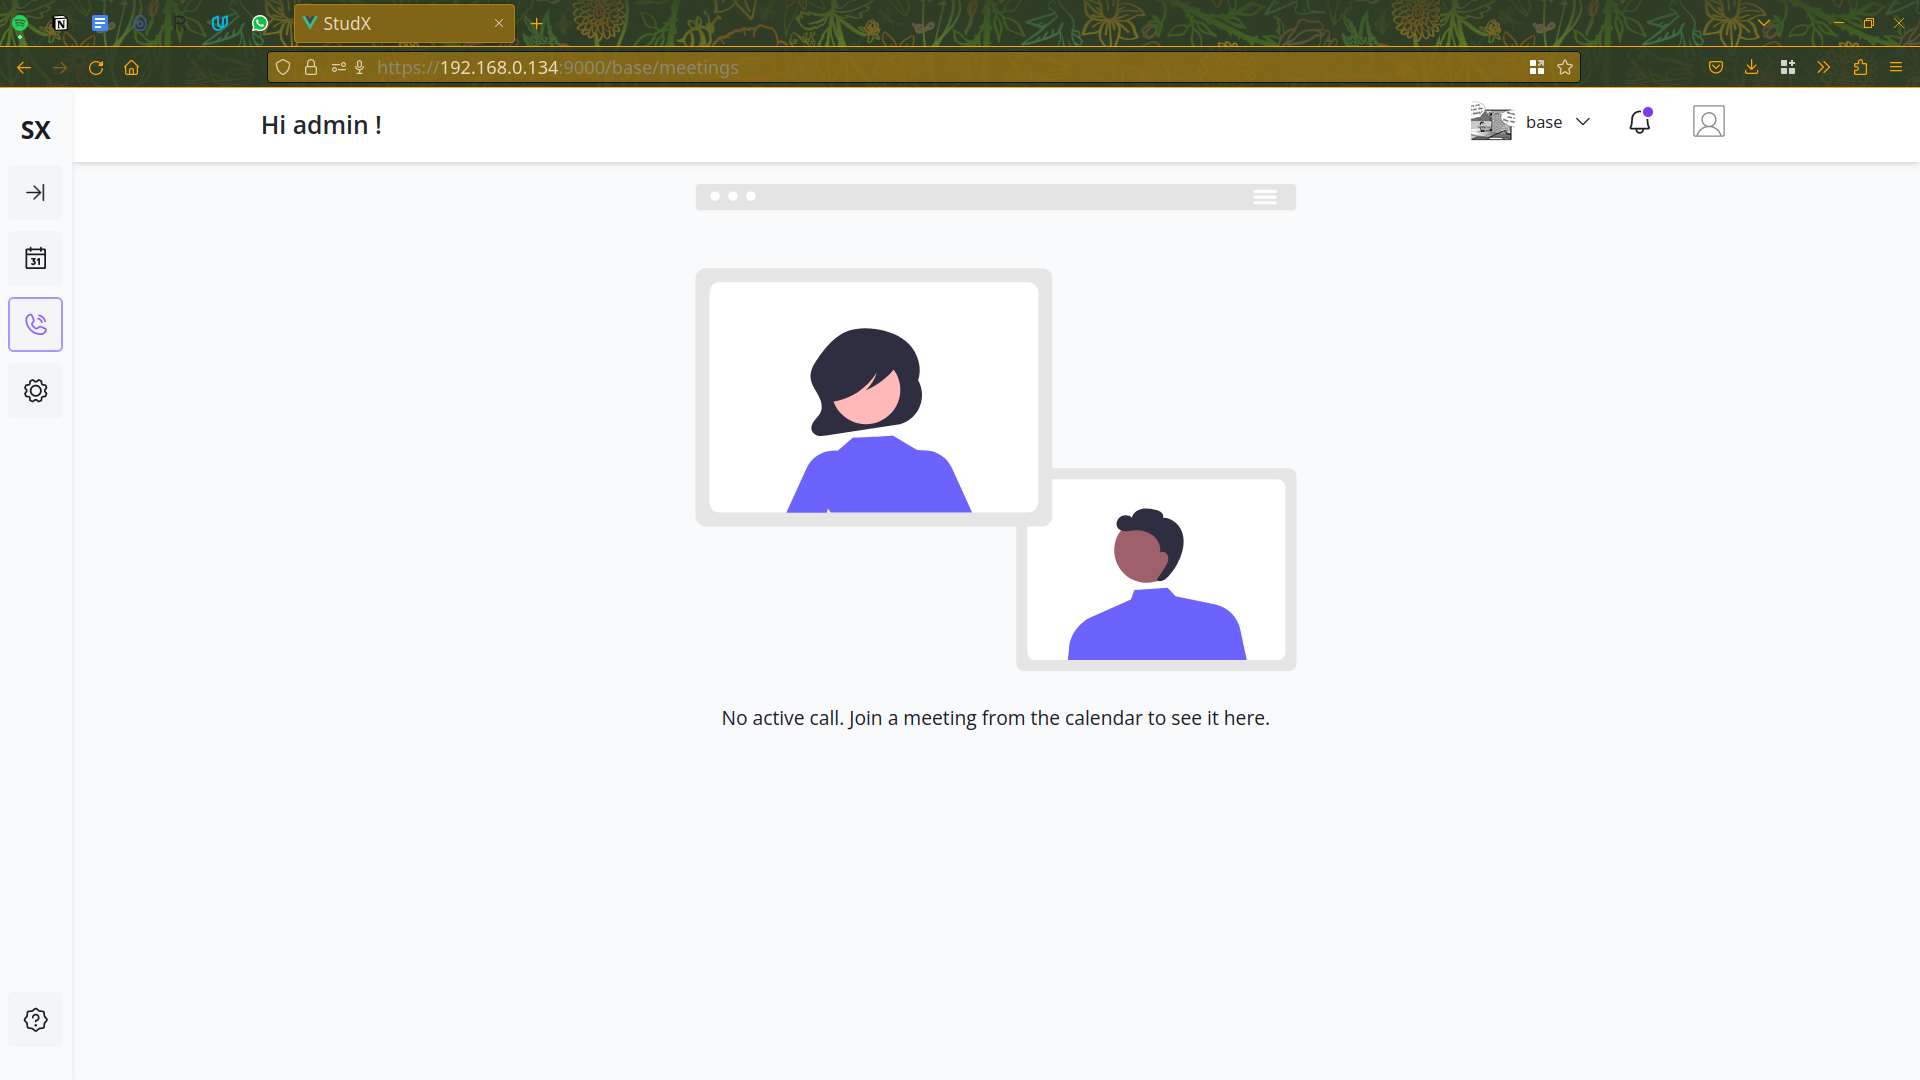 StudX
https://192.168.0.134:9000/base/meetings
SX
Hi admin !
base
31
No active call. Join a meeting from the calendar to see it here.